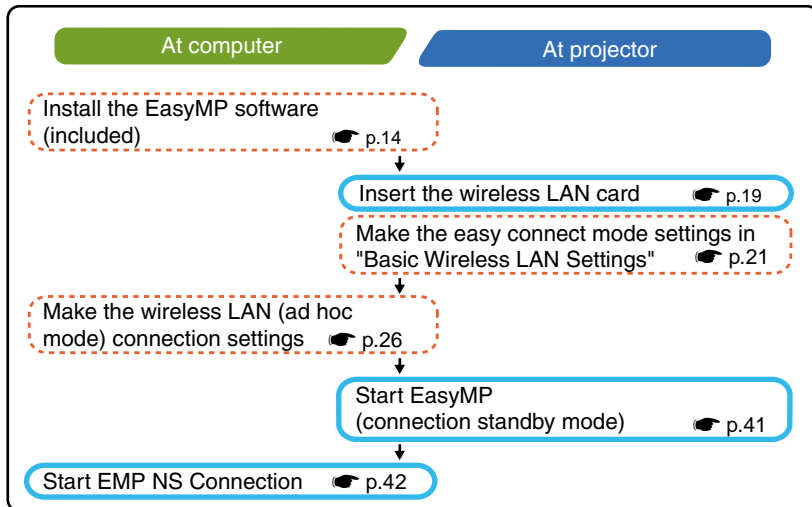 At computer
At projector
Install the EasyMP software
(included) p.14
Insert the wireless LAN card p.19
Make the easy connect mode settings in
"Basic Wireless LAN Settings" p.21
Make the wireless LAN (ad hoc
mode) connection settings p.26
Start EasyMP
(connection standby mode) p.41
Start EMP NS Connection p.42